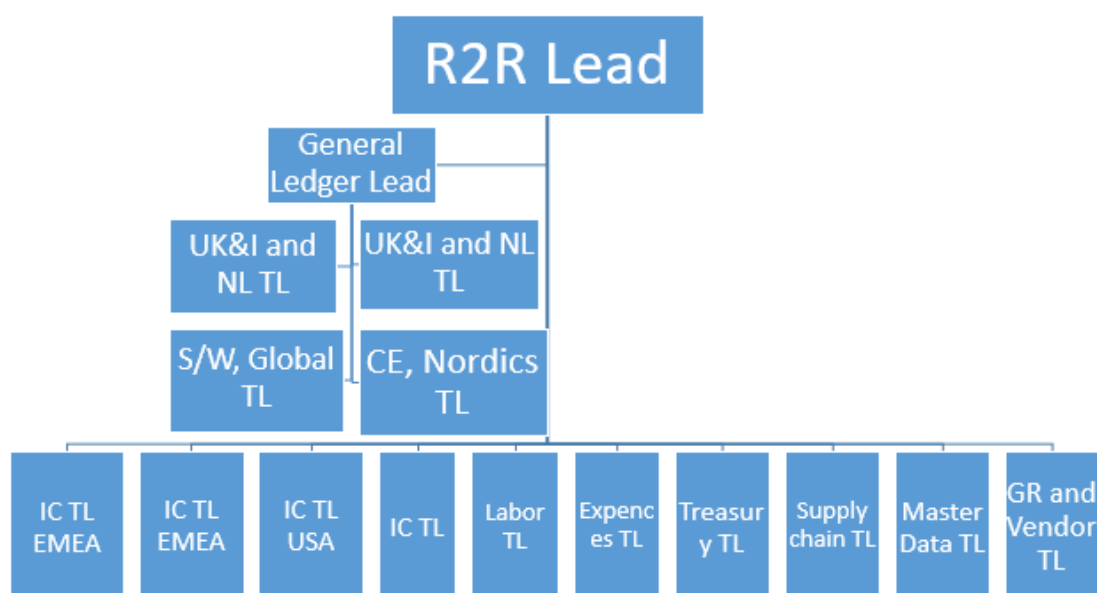 R2R Lead
General
Ledger Lead
UK&I and
NL TL
UK&I and NL
TL
S/W, Global
TL
CE, Nordics
TL
IC TL
EMEA
IC TL
EMEA
IC TL
USA
IC TL
Labor
TL
Expenc
es TL
Treasur
y TL
Supply
chain TL
Master
Data TL
GR and
Vendor
TL